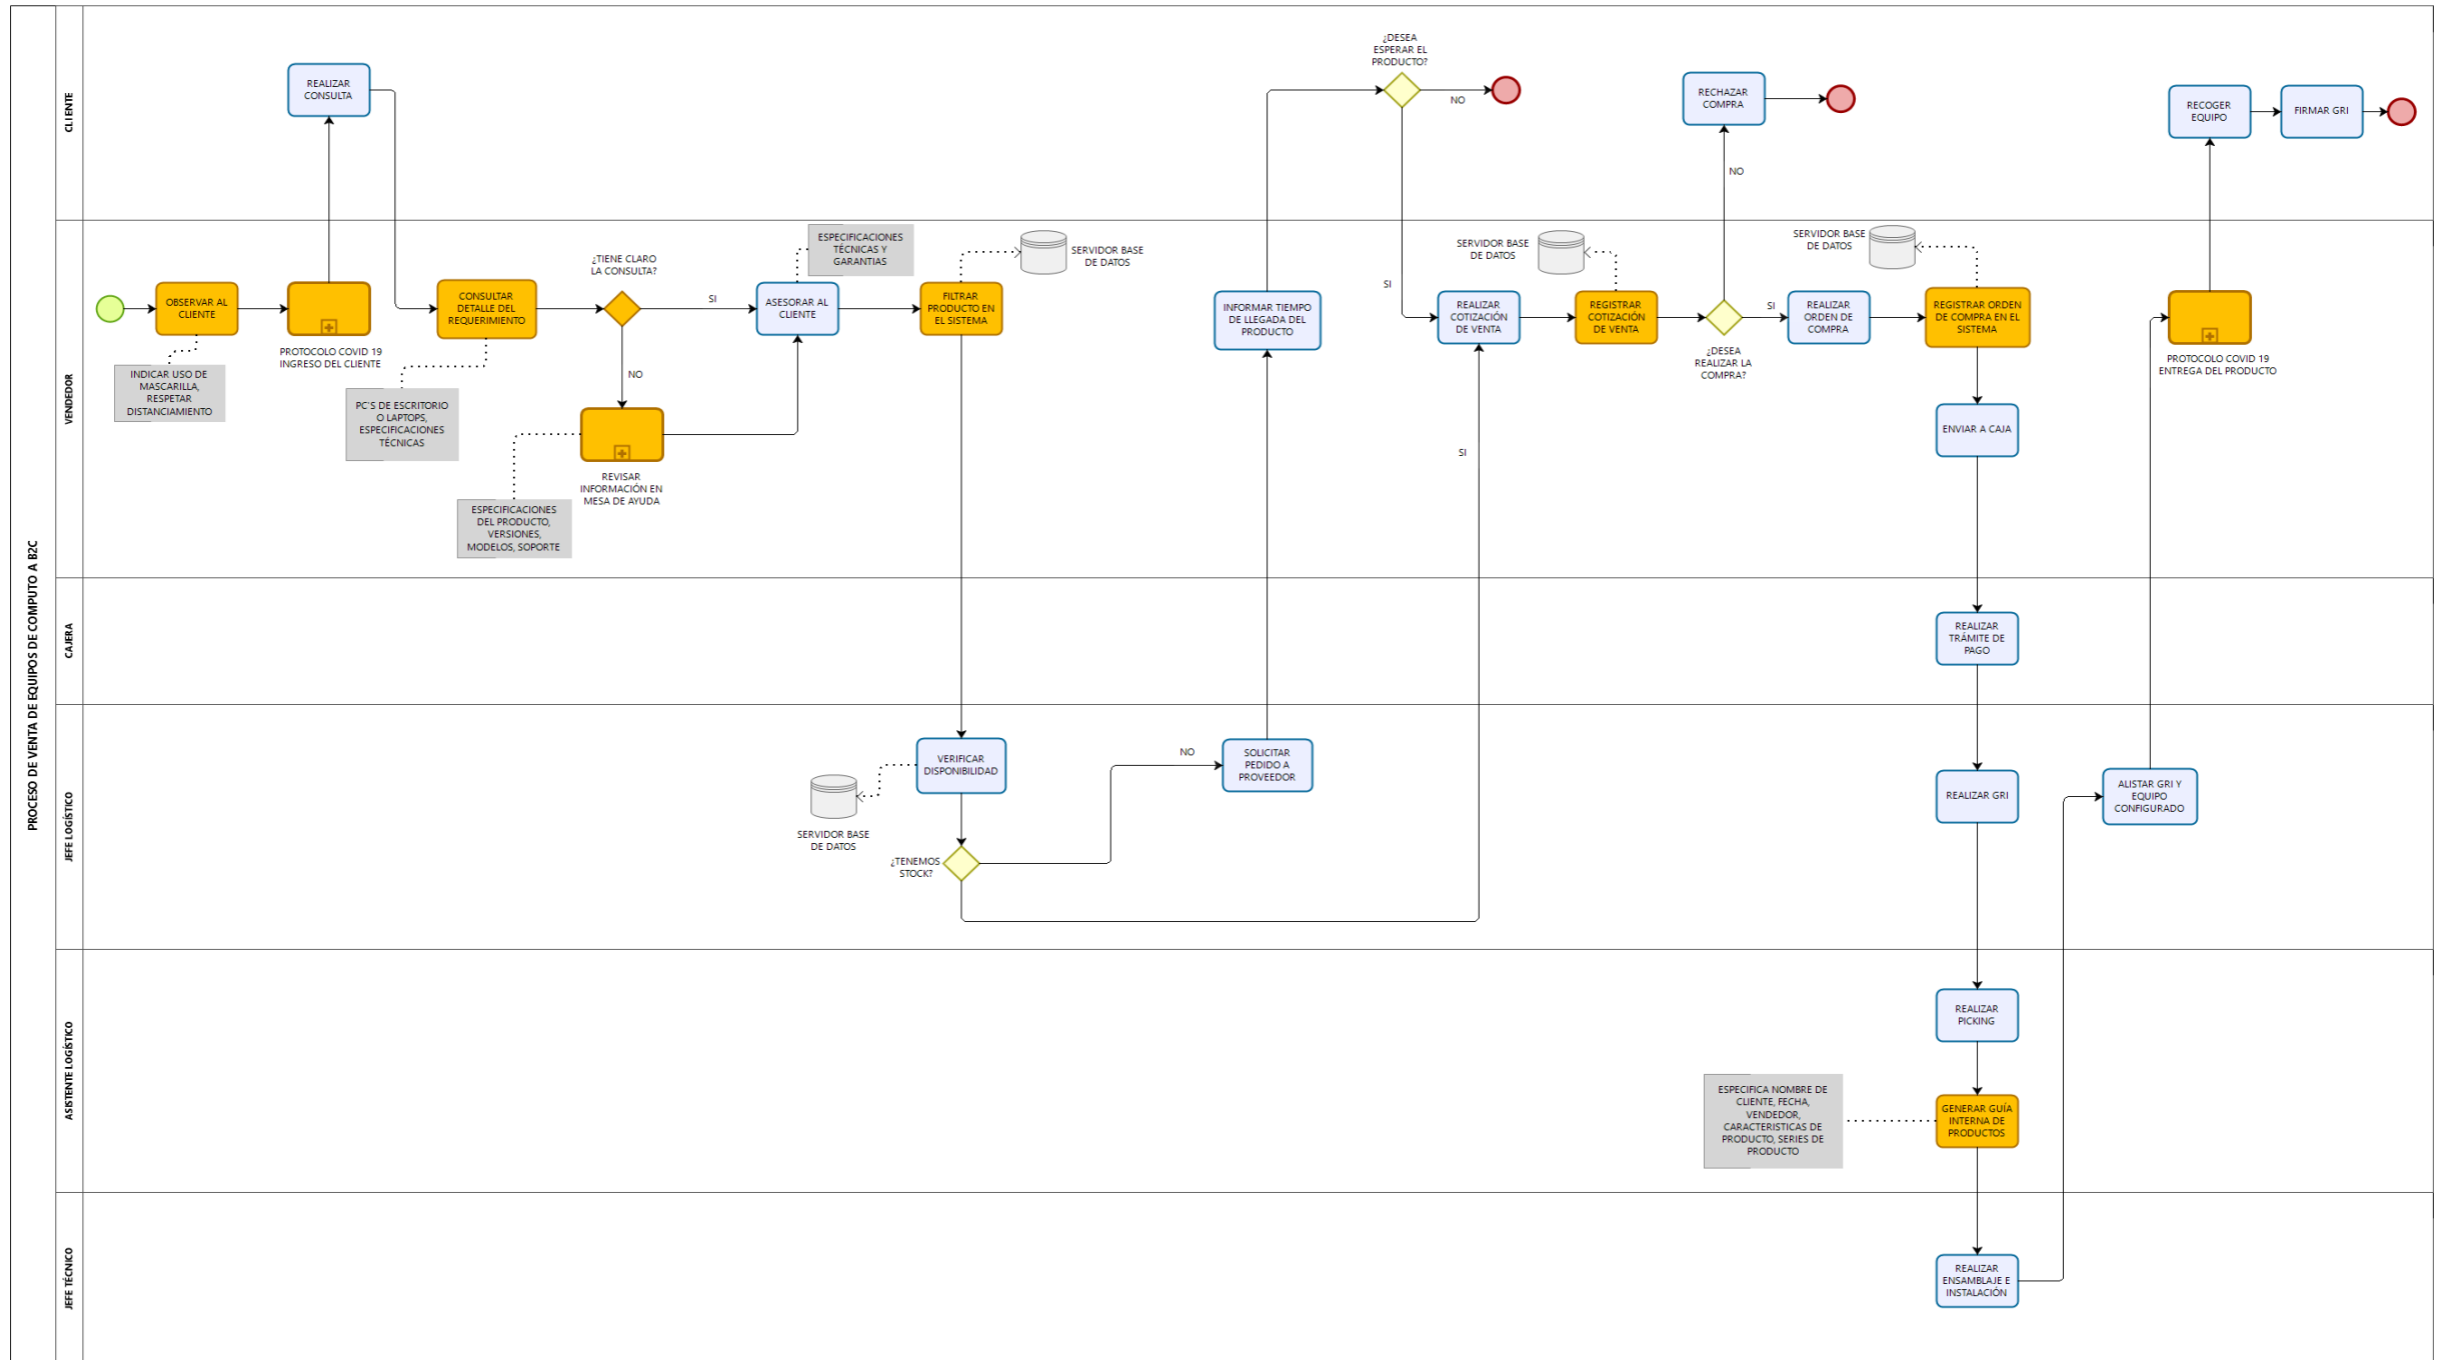 PROCESO DE VENTA DE EQUIPOS DE COMPUTO A B2C
CLIENTE
REALIZAR
CONSULTA
¿DESEA
ESPERAR EL
PRODUCTO?
NO
SI
RECHAZAR
COMPRA
NO
RECOGER
EQUIPO
FIRMAR GRI
VENDEDOR
OBSERVAR AL
CLIENTE
INDICAR USO DE
MASCARILLA,
RESPETAR
DISTANCIAMIENTO
PROTOCOLO COVID 19
INGRESO DEL CLIENTE
CONSULTAR
DETALLE DEL
REQUERIMIENTO
PC'S DE ESCRITORIO
O LAPTOPS,
ESPECIFICACIONES
TÉCNICAS
¿TIENE CLARO
LA CONSULTA?
SI
NO
REVISAR
INFORMACIÓN EN
MESA DE AYUDA
ESPECIFICACIONES
DEL PRODUCTO,
VERSIONES,
MODELOS, SOPORTE
ESPECIFICACIONES
TÉCNICAS Y
GARANTIAS
ASESORAR AL
CLIENTE
FILTRAR
PRODUCTO EN
EL SISTEMA
SERVIDOR BASE
DE DATOS
INFORMAR TIEMPO
DE LLEGADA DEL
PRODUCTO
REALIZAR
COTIZACIÓN
DE VENTA
SI
SERVIDOR BASE
DE DATOS
REGISTRAR
COTIZACIÓN
DE VENTA
¿DESEA
REALIZAR LA
COMPRA?
SI
REALIZAR
ORDEN DE
COMPRA
SERVIDOR BASE
DE DATOS
REGISTRAR ORDEN
DE COMPRA EN EL
SISTEMA
ENVIAR A CAJA
PROTOCOLO COVID 19
ENTREGA DEL PRODUCTO
CAJERA
REALIZAR
TRÁMITE DE
PAGO
JEFE LOGÍSTICO
VERIFICAR
DISPONIBILIDAD
SERVIDOR BASE
DE DATOS
¿TENEMOS
STOCK?
NO
SOLICITAR
PEDIDO A
PROVEEDOR
REALIZAR GRI
ALISTAR GRI Y
EQUIPO
CONFIGURADO
ASISTENTE LOGÍSTICO
REALIZAR
PICKING
ESPECIFICA NOMBRE DE
CLIENTE, FECHA,
VENDEDOR,
CARACTERISTICAS DE
PRODUCTO, SERIES DE
PRODUCTO
GENERAR GUÍA
INTERNA DE
PRODUCTOS
JEFE TÉCNICO
REALIZAR
ENSAMBLAJE E
INSTALACIÓN